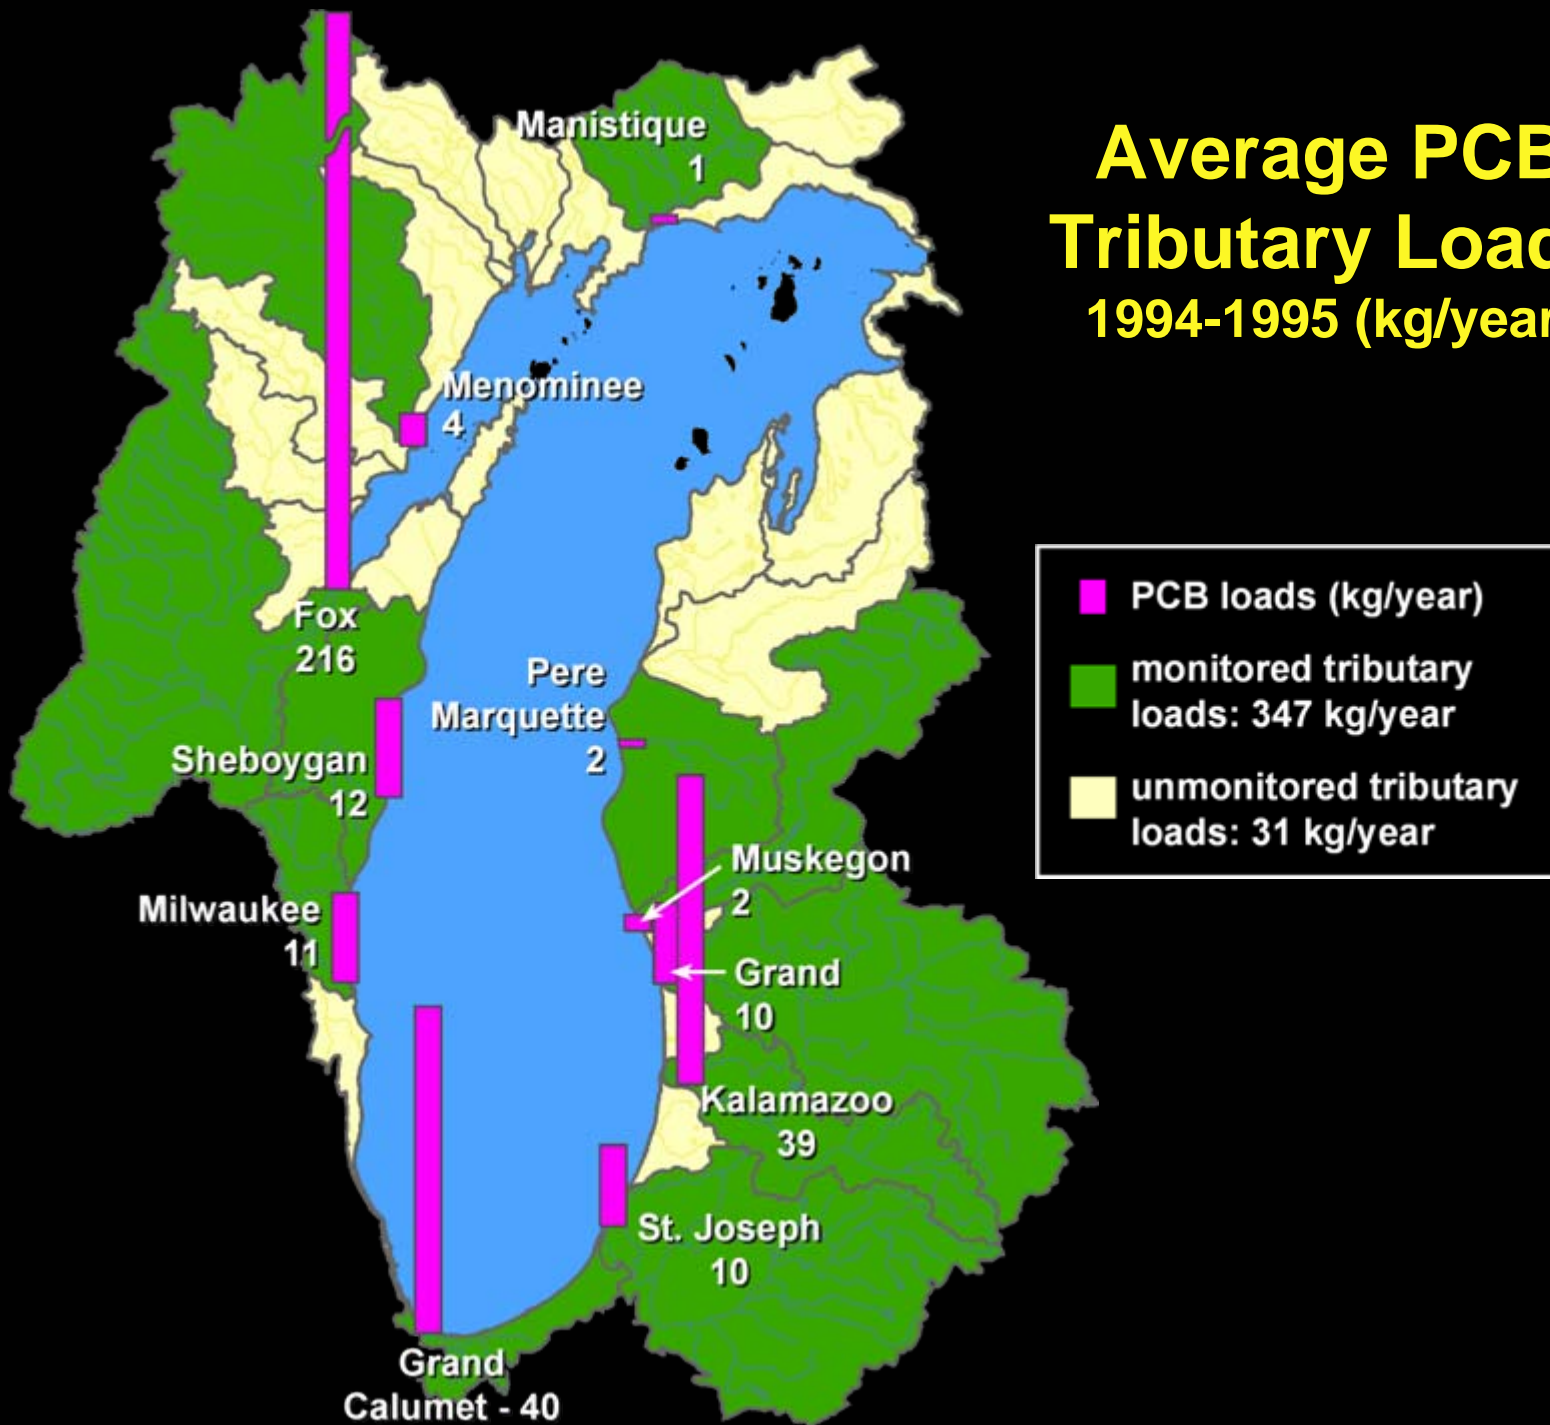 Average PCB
Tributary Load
1994-1995 (kg/year
Manistique
1
Menominee
4
Fox
216
Pere
Marquette
2
Sheboygan
12
Muskegon
2
Milwaukee
11
Grand
10
Kalamazoo
39
St. Joseph
10
Grand
Calumet - 40
PCB loads (kg/year)
monitored tributary
loads: 347 kg/year
unmonitored tributary
loads: 31 kg/year